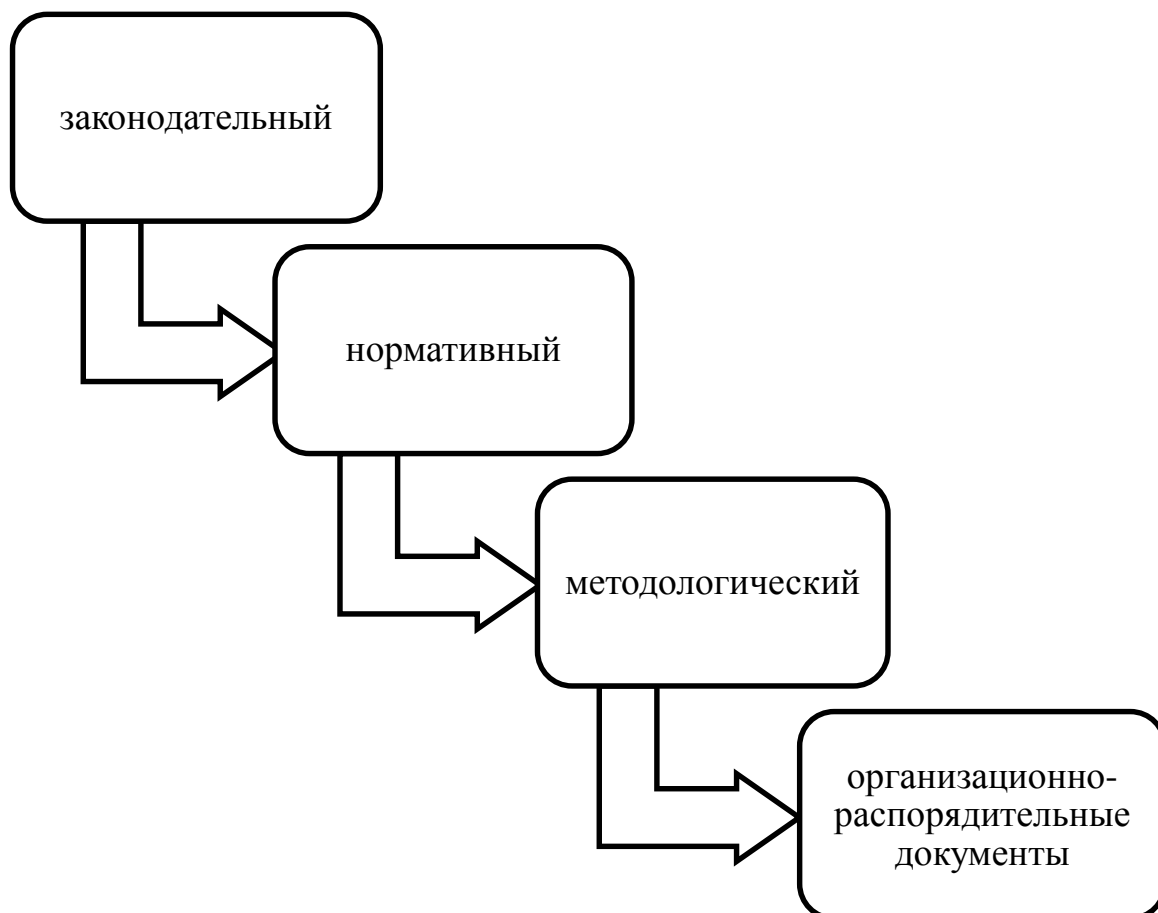 законодательный
нормативный
методологический
организационно-
распорядительные
документы